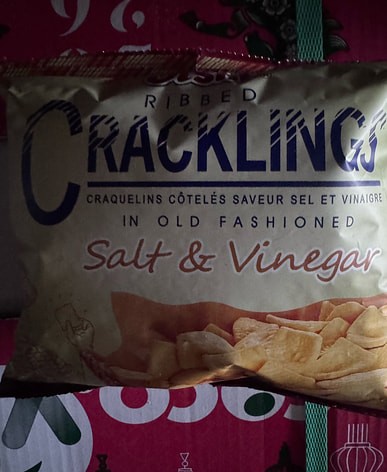 RIBBED
CRACKLINGS
CRAQUELINS CÔTELÉS SAVEUR SEL ET VINAIGRE
IN OLD FASHIONED
Salt & Vinegar